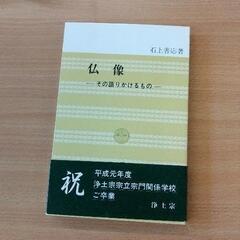 石上善應著
仏像
―その語りかけるもの―
祝
平成元年度
浄土宗宗立宗門関係学校
ご卒業
浄土宗